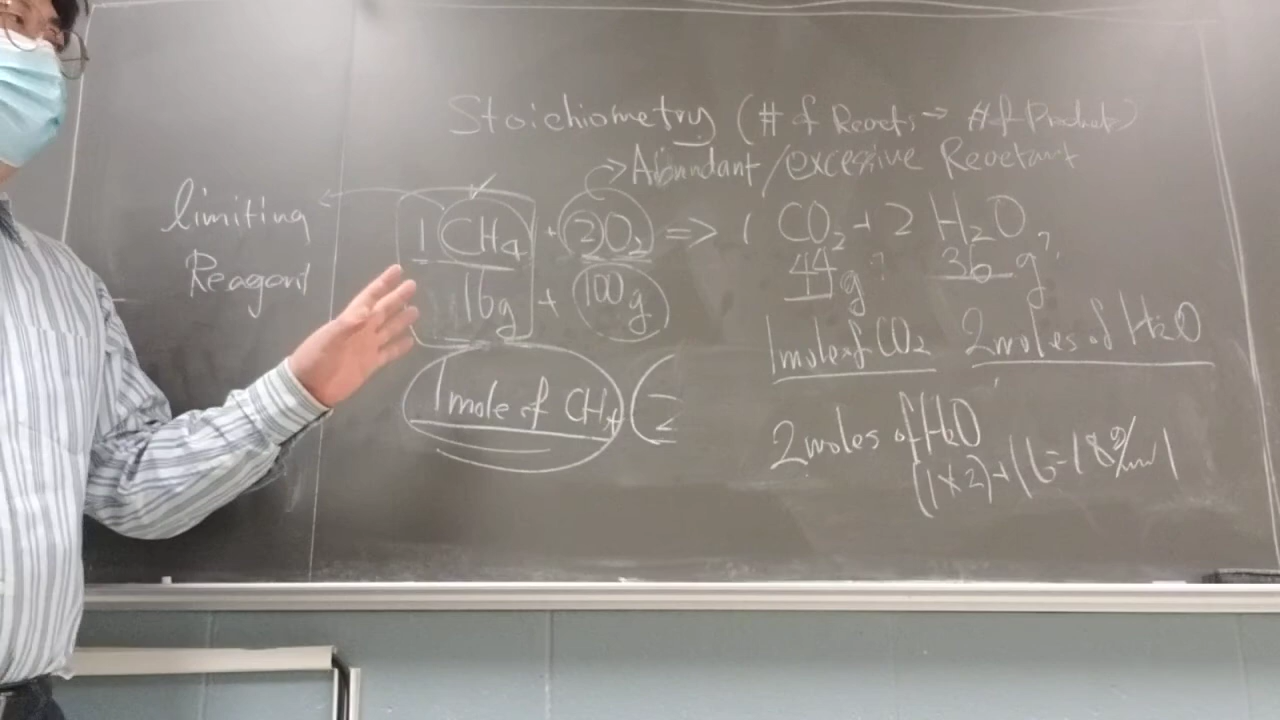 Stoichiometry (# of Reacts → # of Products)
Abundant/excessive Reactant
limiting
Reagent
1 CH4 + 2O2 => 1 CO2 + 2 H2O
16g + 100g 44g? 36g?
1 mole of CO2 2 moles of H2O
1 mole of CH4 (2
2 moles of H2O
(1×2)+16=18g/mol